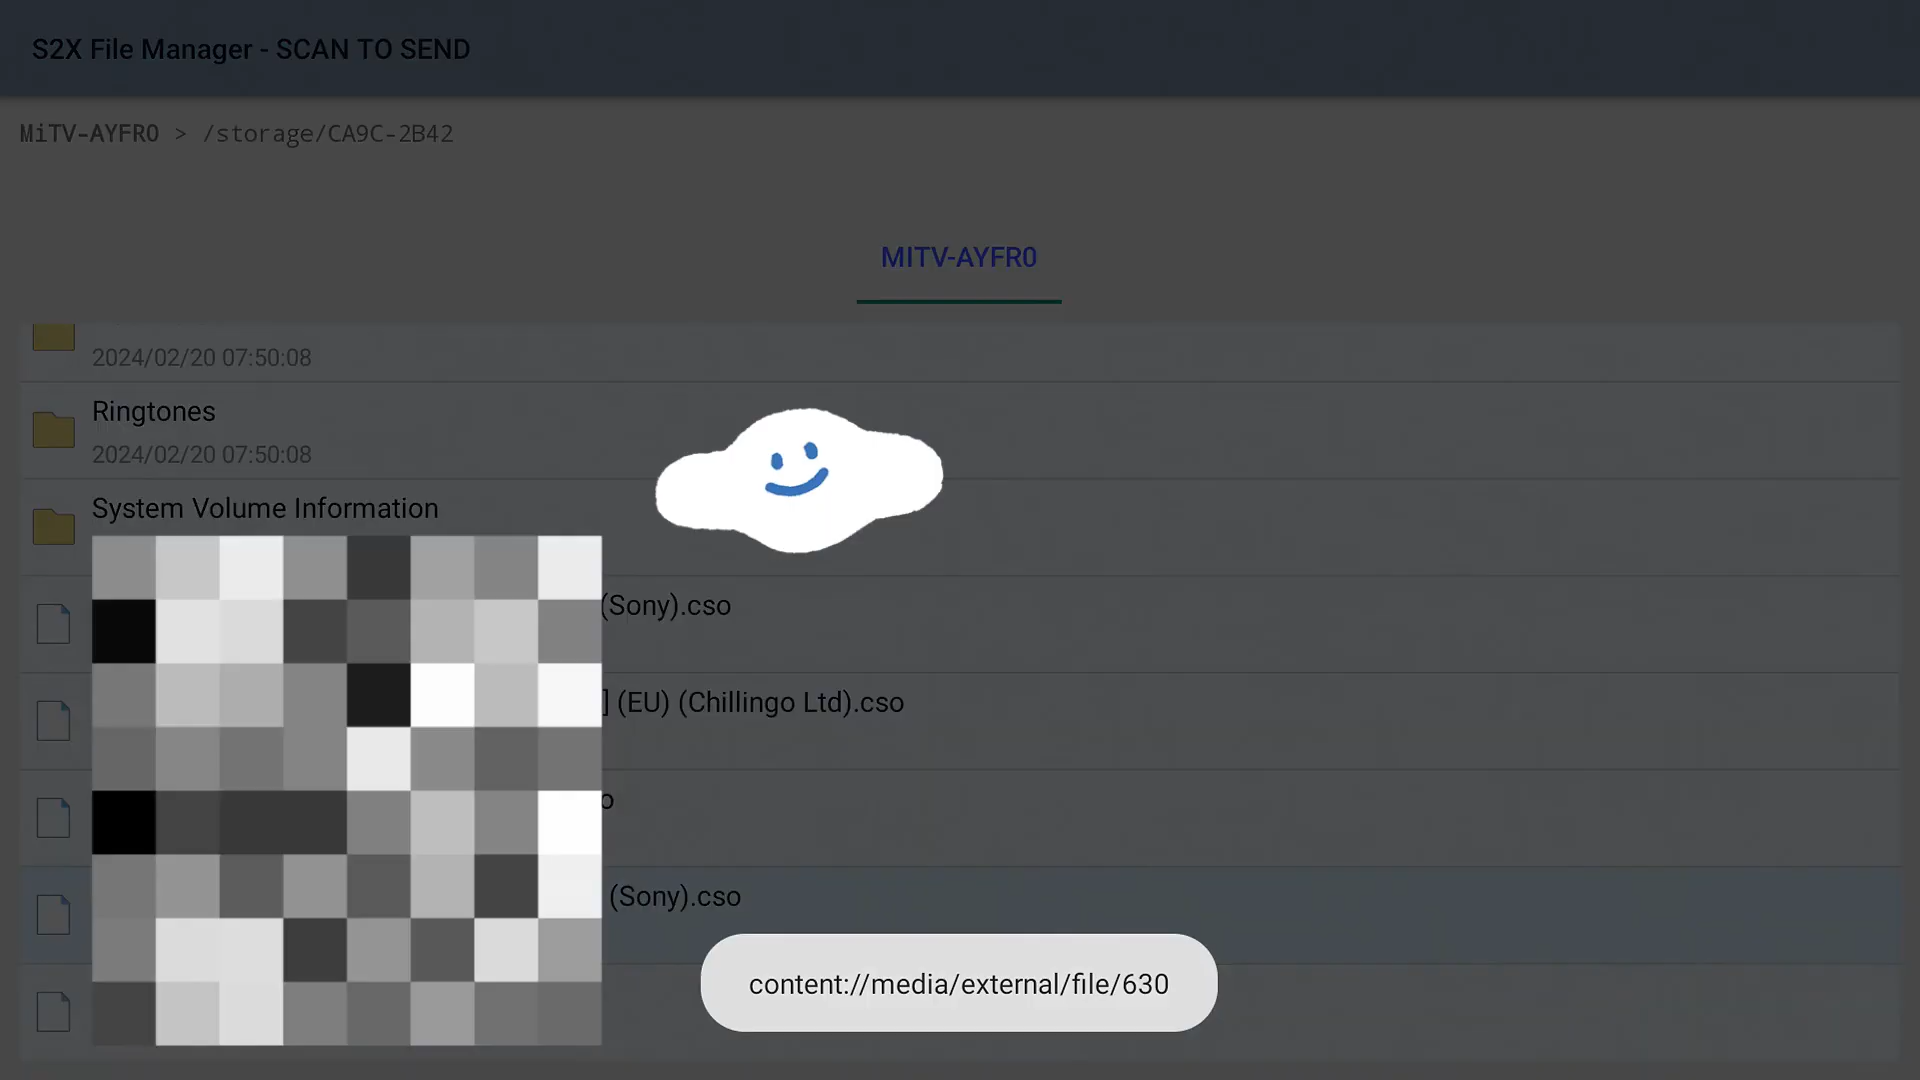 S2X File Manager - SCAN TO SEND
MiTV-AYFR0 > /storage/CA9C-2B42
MITV-AYFR0
2024/02/20 07:50:08
Ringtones
2024/02/20 07:50:08
System Volume Information
(Sony).cso
] (EU) (Chillingo Ltd).cso
o
(Sony).cso
content://media/external/file/630